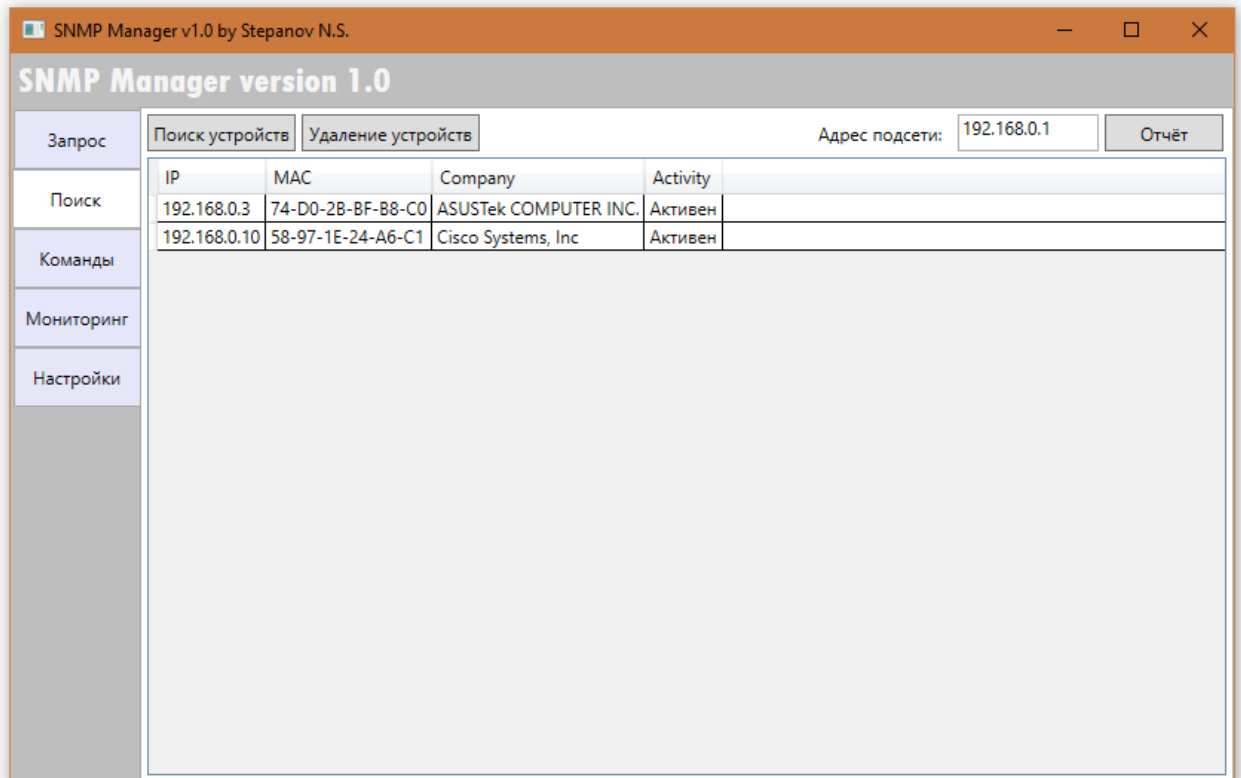 SNMP Manager v1.0 by Stepanov N.S.
SNMP Manager version 1.0
Запрос
Поиск
Команды
Мониторинг
Настройки
Поиск устройств Удаление устройств Адрес подсети: 192.168.0.1 Отчёт
IP MAC Company Activity
192.168.0.3 74-D0-2B-BF-B8-C0 ASUSTek COMPUTER INC. Активен
192.168.0.10 58-97-1E-24-A6-C1 Cisco Systems, Inc Активен